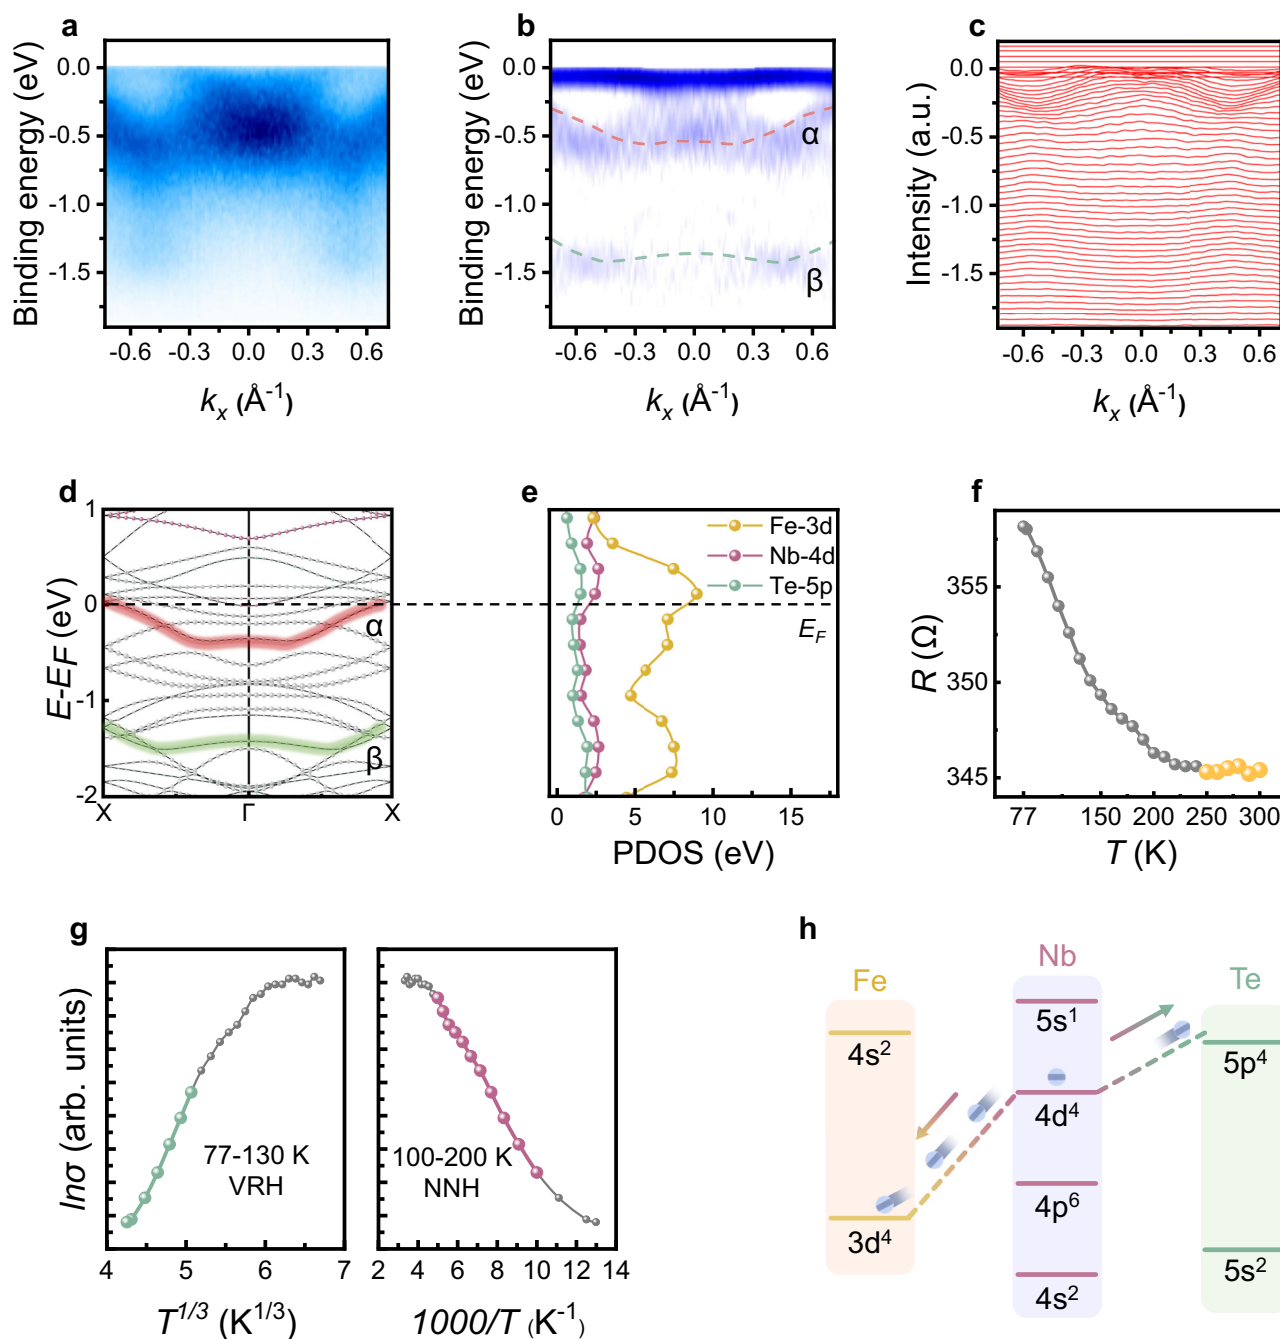 a
0.0
-0.5
-1.0
-1.5
Binding energy (eV)
-0.6 -0.3 0.0 0.3 0.6
kₓ (Å⁻¹)
b
0.0
-0.5
-1.0
-1.5
Binding energy (eV)
α
β
-0.6 -0.3 0.0 0.3 0.6
kₓ (Å⁻¹)
c
0.0
-0.5
-1.0
-1.5
Intensity (a.u.)
-0.6 -0.3 0.0 0.3 0.6
kₓ (Å⁻¹)
d
1
0
-1
-2
E-E_F (eV)
α
β
X Γ X
e
Fe-3d
Nb-4d
Te-5p
E_F
0 5 10 15
PDOS (eV)
f
355
350
345
R (Ω)
77 150 200 250 300
T (K)
g
lnσ (arb. units)
77-130 K
VRH
4 5 6 7
T^1/3 (K^1/3)
100-200 K
NNH
2 4 6 8 10 12 14
1000/T (K⁻¹)
h
Fe
4s²
3d⁴
Nb
5s¹
4d⁴
4p⁶
4s²
Te
5p⁴
5s²